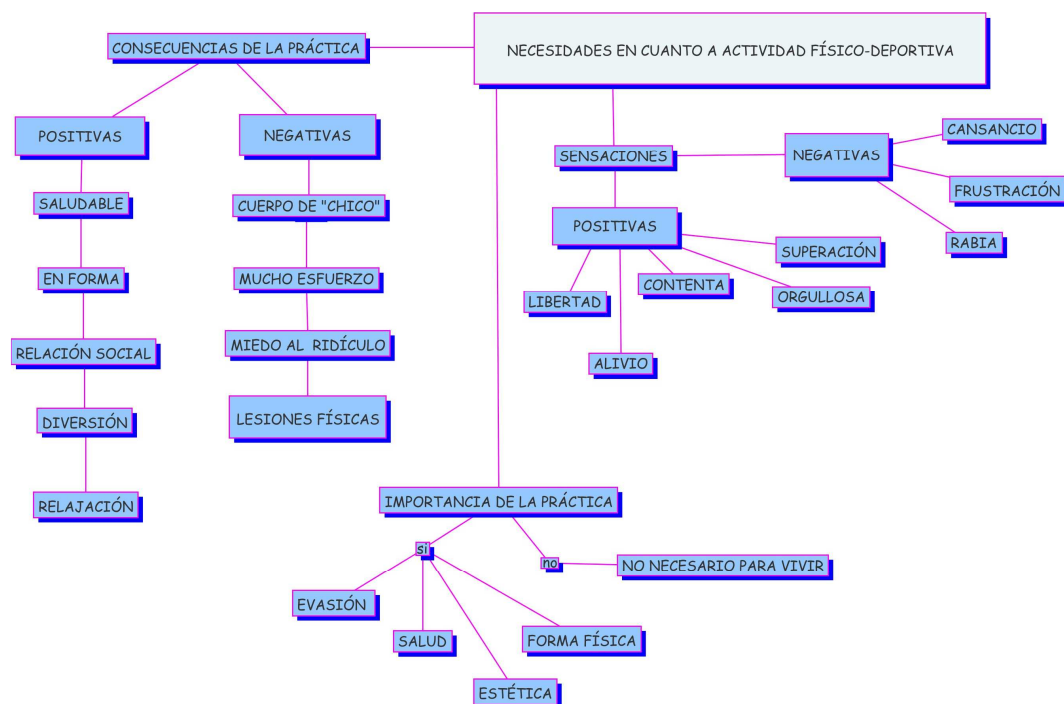 NECESIDADES EN CUANTO A ACTIVIDAD FÍSICO-DEPORTIVA
CONSECUENCIAS DE LA PRÁCTICA
POSITIVAS
SALUDABLE
EN FORMA
RELACIÓN SOCIAL
DIVERSIÓN
RELAJACIÓN
NEGATIVAS
CUERPO DE "CHICO"
MUCHO ESFUERZO
MIEDO AL RIDÍCULO
LESIONES FÍSICAS
SENSACIONES
NEGATIVAS
CANSANCIO
FRUSTRACIÓN
RABIA
POSITIVAS
SUPERACIÓN
ORGULLOSA
CONTENTA
LIBERTAD
ALIVIO
IMPORTANCIA DE LA PRÁCTICA
si
EVASIÓN
SALUD
ESTÉTICA
FORMA FÍSICA
no
NO NECESARIO PARA VIVIR